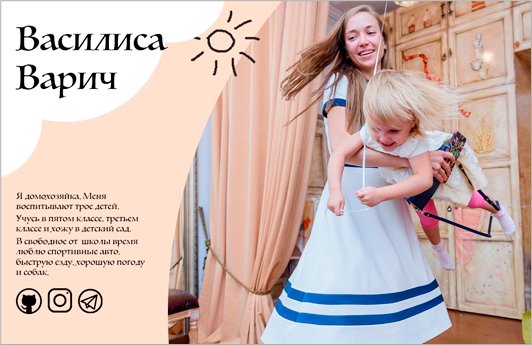 Василиса
Варич
Я домохозяйка. Меня
воспитывают трое детей.
Учусь в пятом классе, третьем
классе и хожу в детский сад.
В свободное от школы время
люблю спортивные авто,
быструю езду, хорошую погоду
и собак.